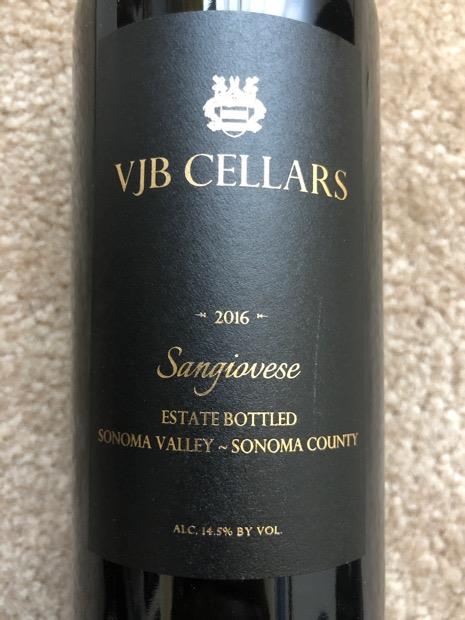 VJB CELLARS
2016
Sangiovese
ESTATE BOTTLED
SONOMA VALLEY ~ SONOMA COUNTY
ALC. 14.5% BY VOL.